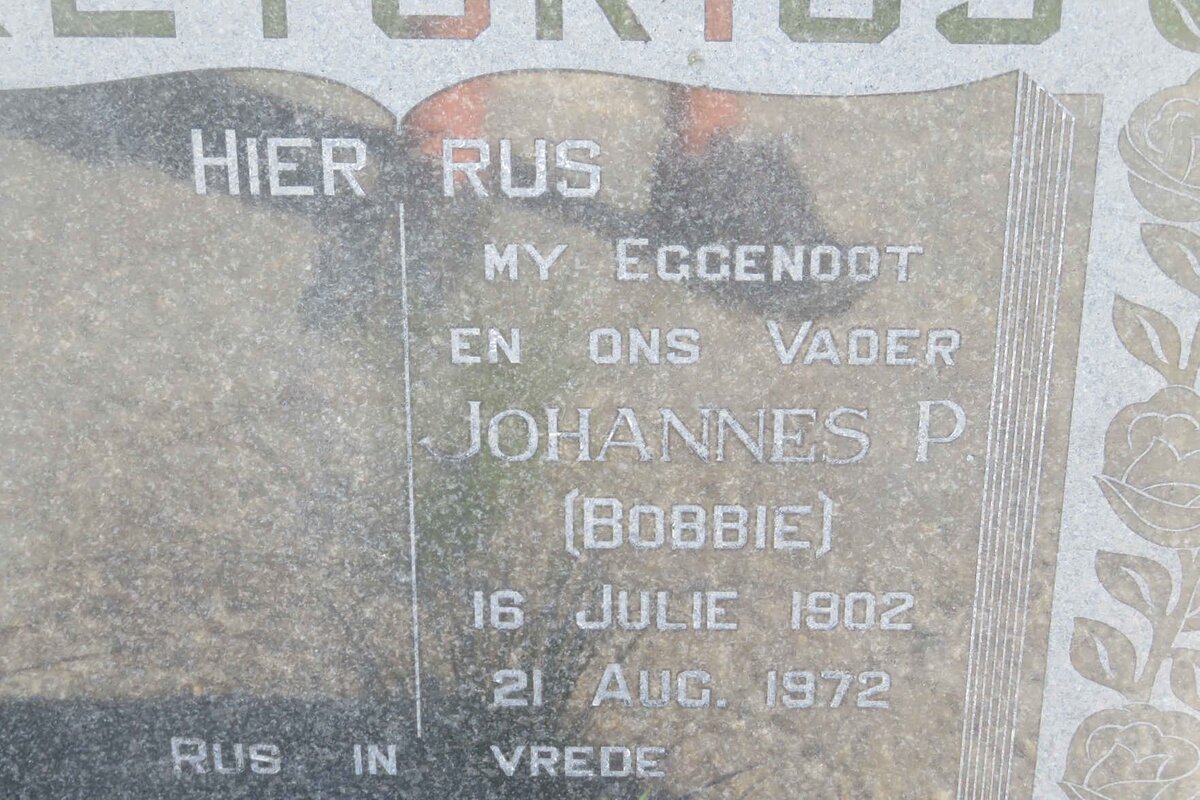 HIER RUS
MY EGGENOOT
EN ONS VADER
JOHANNES P.
(BOBBIE)
16 JULIE 1902
21 AUG. 1972
RUS IN VREDE